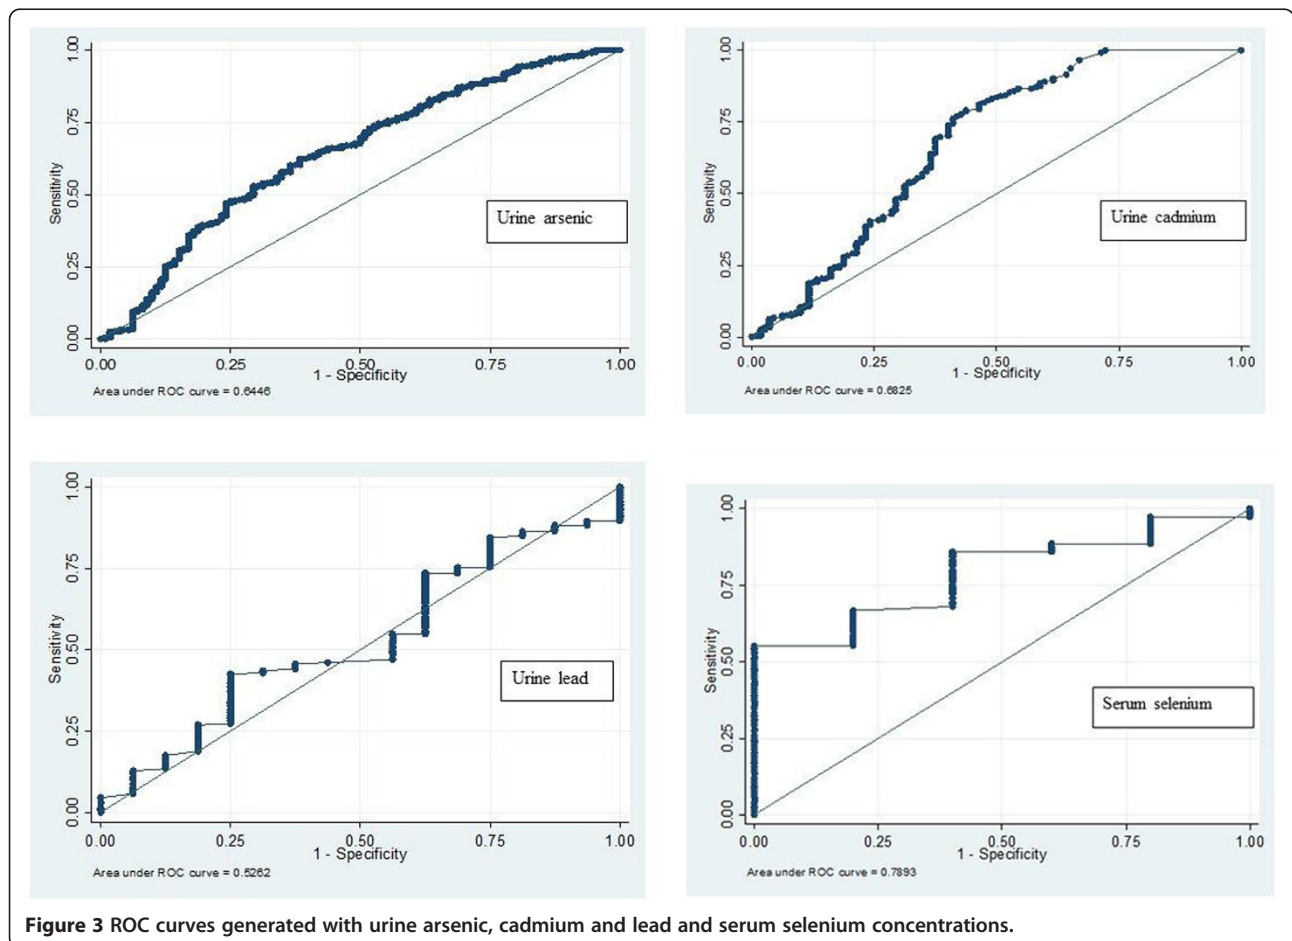 1.00
0.75
0.50
0.25
0.00
Sensitivity
Urine arsenic
0.00 0.25 0.50 0.75 1.00
1 - Specificity
Area under ROC curve = 0.6446
1.00
0.75
0.50
0.25
0.00
Sensitivity
Urine cadmium
0.00 0.25 0.50 0.75 1.00
1 - Specificity
Area under ROC curve = 0.6825
1.00
0.75
0.50
0.25
0.00
Sensitivity
Urine lead
0.00 0.25 0.50 0.75 1.00
1 - Specificity
Area under ROC curve = 0.5262
1.00
0.75
0.50
0.25
0.00
Sensitivity
Serum selenium
0.00 0.25 0.50 0.75 1.00
1 - Specificity
Area under ROC curve = 0.7893
Figure 3 ROC curves generated with urine arsenic, cadmium and lead and serum selenium concentrations.